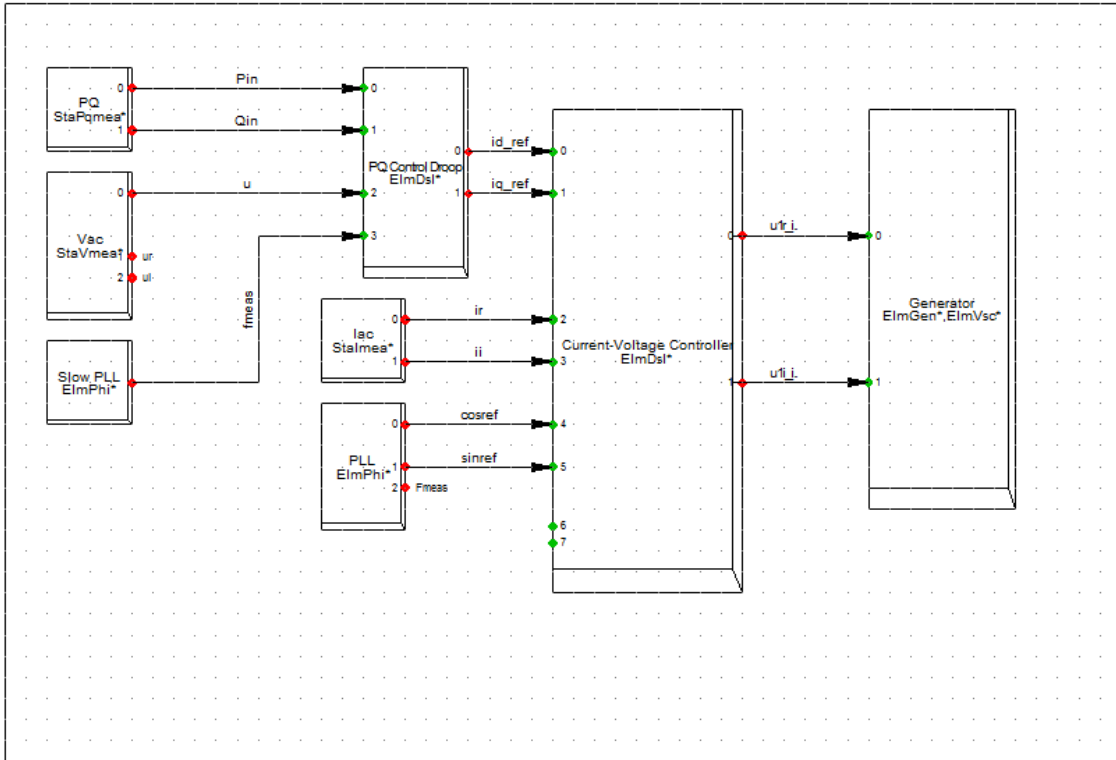 0
PQ
StaPqmea*
1
Pin
Qin
0
Vac
StaVmea*
1 ur
2 ui
u
Slow PLL
ElmPhi*
fmeas
0
1
2
3
PQ Control Droop
ElmDsl*
0
1
id_ref
iq_ref
0
Iac
StaImea*
1
ir
ii
0
PLL
ElmPhi*
1
2 Fmeas
cosref
sinref
0
1
2
3
4
5
6
7
Current-Voltage Controller
ElmDsl*
0
1
u1r_i.
u1i_i.
0
1
Generator
ElmGen*,ElmVsc*